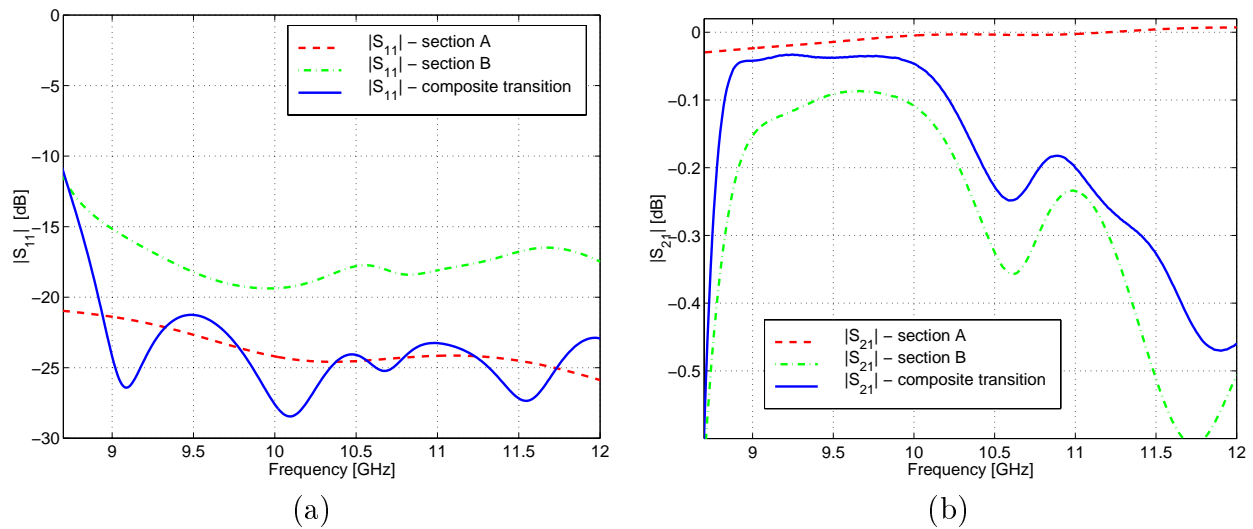 0
−5
−10
−15
−20
−25
−30
|S11| [dB]
9
9.5
10
10.5
11
11.5
12
Frequency [GHz]
|S11| − section A
|S11| − section B
|S11| − composite transition
(a)
0
−0.1
−0.2
−0.3
−0.4
−0.5
|S21| [dB]
9
9.5
10
10.5
11
11.5
12
Frequency [GHz]
|S21| − section A
|S21| − section B
|S21| − composite transition
(b)